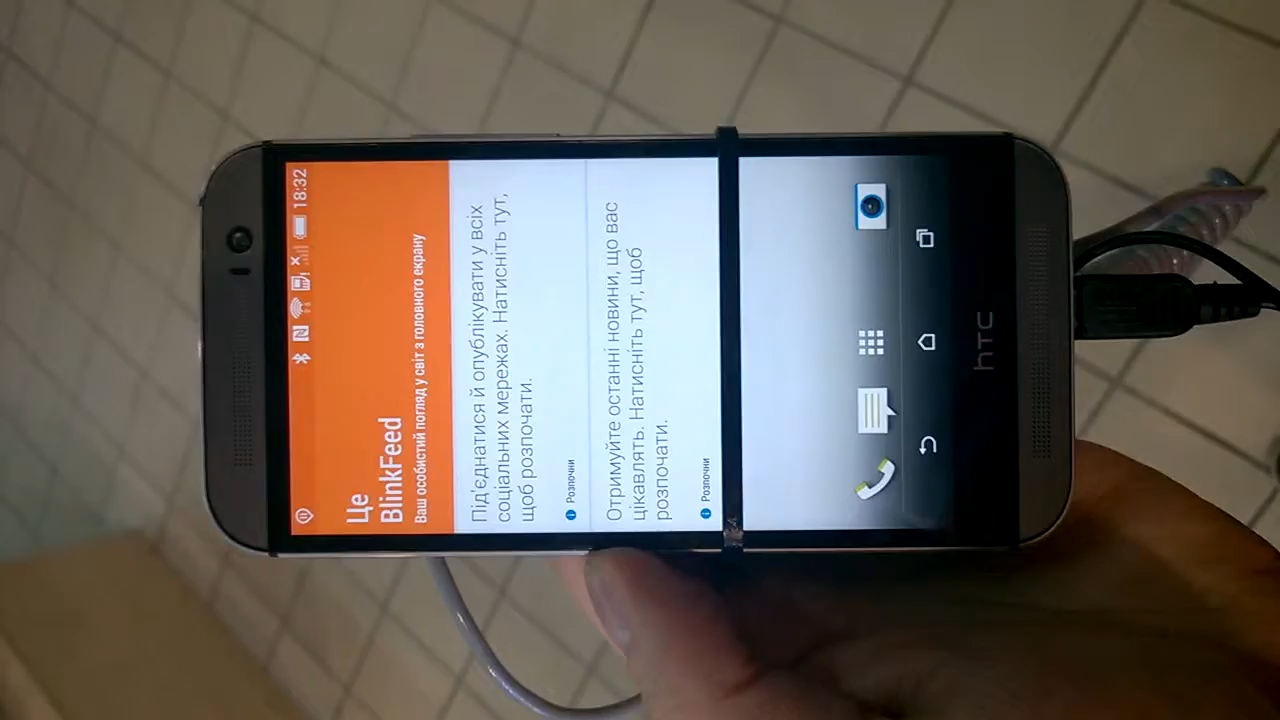 18:32
Це
BlinkFeed
Ваш особистий погляд у світ з головного екрану
Під'єднатися й опублікувати у всіх
соціальних мережах. Натисніть тут,
щоб розпочати.
Розпочни
Отримуйте останні новини, що вас
цікавлять. Натисніть тут, щоб
розпочати.
Розпочни
hTC